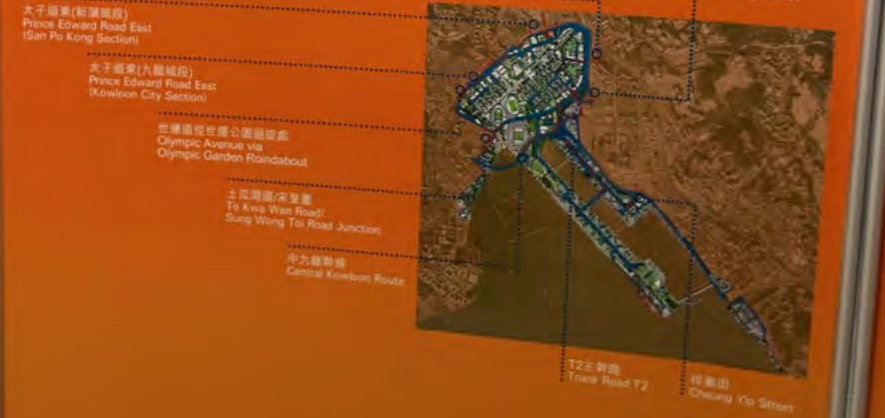 太子道東(新蒲崗段)
Prince Edward Road East
(San Po Kong Section)
太子道東(九龍城段)
Prince Edward Road East
(Kowloon City Section)
世運道經世運公園迴旋處
Olympic Avenue via
Olympic Garden Roindabout
土瓜灣道/宋皇臺
To Kwa Wan Road/
Sung Wong Toi Road Junction
中九龍幹線
Central Kowloon Route
T2主幹路
Trunk Road T2
祥業街
Cheung Yip Street